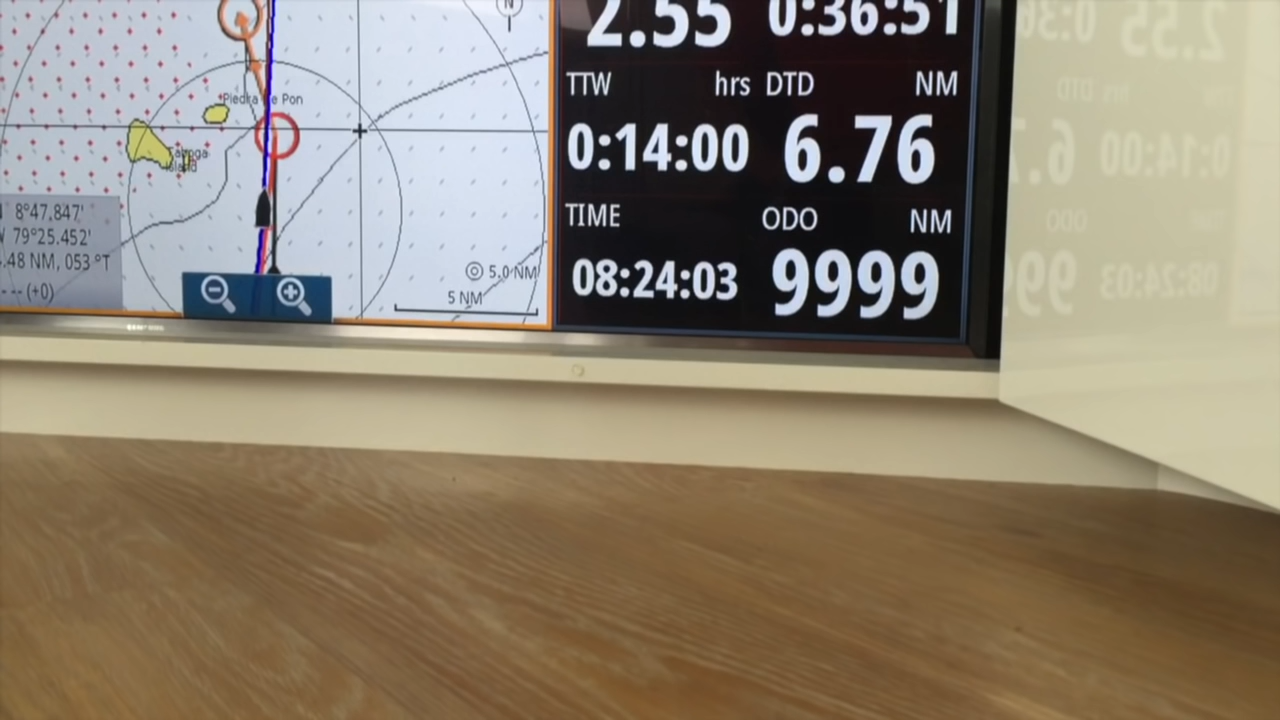 N
2.55 0:36:51
TTW hrs DTD NM
0:14:00 6.76
TIME ODO NM
08:24:03 9999
Piedra
Pon
Island
8°47.847'
79°25.452'
.48 NM, 053 °T
- -- (+0)
5.0 NM
5 NM